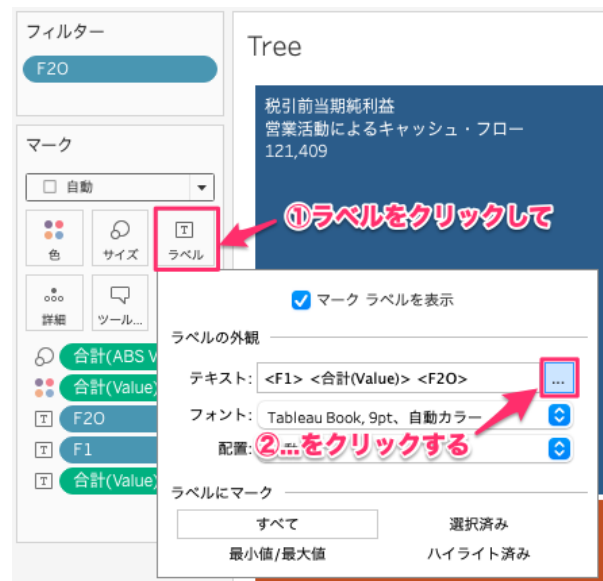 フィルター
F2O
Tree
税引前当期純利益
営業活動によるキャッシュ・フロー
121,409
マーク
自動
①ラベルをクリックして
色
サイズ
ラベル
詳細
ツール...
マーク ラベルを表示
ラベルの外観
合計(ABS V
テキスト: <F1> <合計(Value)> <F2O> ...
合計(Value)
フォント: Tableau Book, 9pt、自動カラー
F2O
配置:
②...をクリックする
F1
合計(Value)
ラベルにマーク
すべて
選択済み
最小値/最大値
ハイライト済み